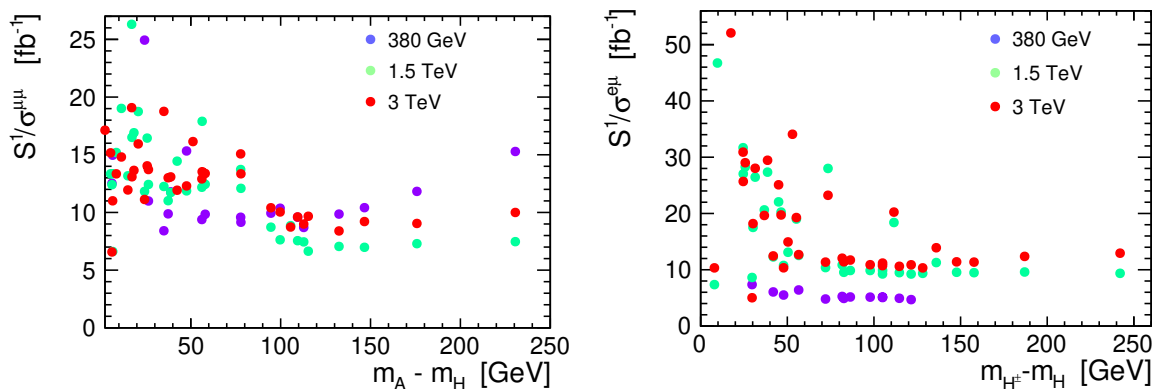 S¹/σ^μμ [fb⁻¹]
25
20
15
10
5
0
50 100 150 200 250
m_A - m_H [GeV]
380 GeV
1.5 TeV
3 TeV
S¹/σ^eμ [fb⁻¹]
50
40
30
20
10
0
0 50 100 150 200 250
m_H± - m_H [GeV]
380 GeV
1.5 TeV
3 TeV